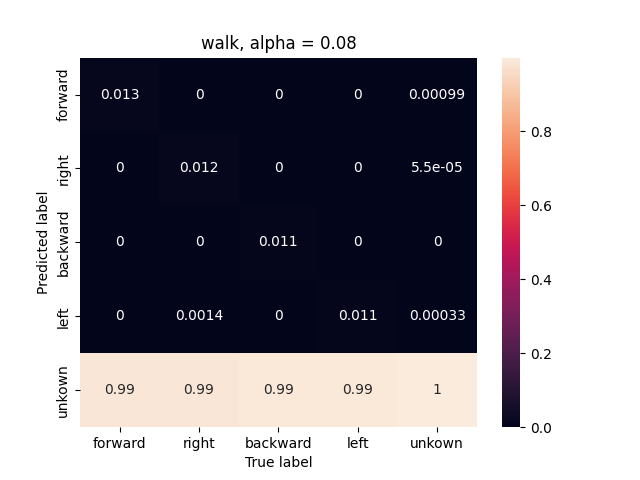 walk, alpha = 0.08
forward 0.013 0 0 0 0.00099
right 0 0.012 0 0 5.5e-05
backward 0 0 0.011 0 0
left 0 0.0014 0 0.011 0.00033
unkown 0.99 0.99 0.99 0.99 1
forward right backward left unkown
True label
Predicted label
0.8
0.6
0.4
0.2
0.0